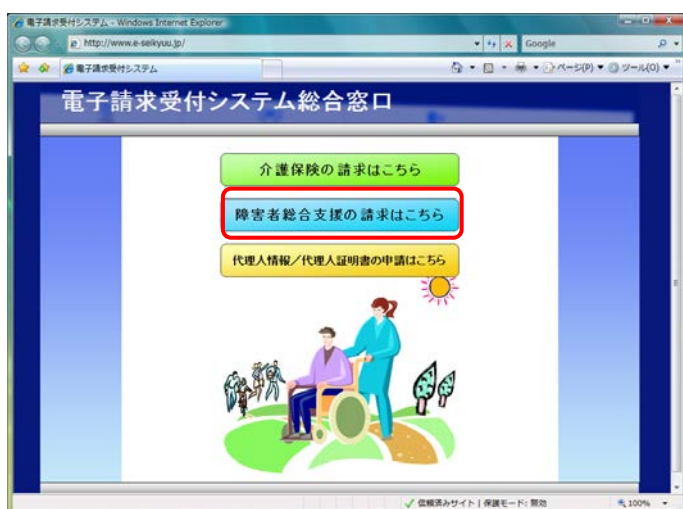 電子請求受付システム - Windows Internet Explorer
http://www.e-seikyuu.jp/
Google
電子請求受付システム
ページ(P)
ツール(O)
電子請求受付システム総合窓口
介護保険の請求はこちら
障害者総合支援の請求はこちら
代理人情報／代理人証明書の申請はこちら
信頼済みサイト | 保護モード: 無効
100%